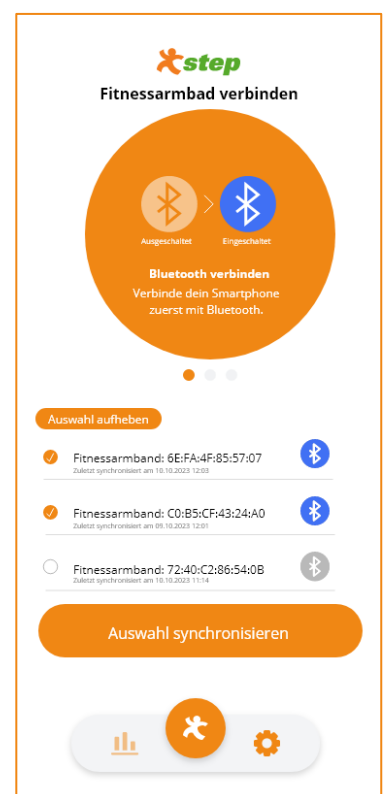 step
Fitnessarmbad verbinden
Ausgeschaltet
Eingeschaltet
Bluetooth verbinden
Verbinde dein Smartphone
zuerst mit Bluetooth.
Auswahl aufheben
Fitnessarmband: 6E:FA:4F:85:57:07
Zuletzt synchronisiert am 10.10.2023 12:03
Fitnessarmband: C0:B5:CF:43:24:A0
Zuletzt synchronisiert am 09.10.2023 12:01
Fitnessarmband: 72:40:C2:86:54:0B
Zuletzt synchronisiert am 10.10.2023 11:14
Auswahl synchronisieren